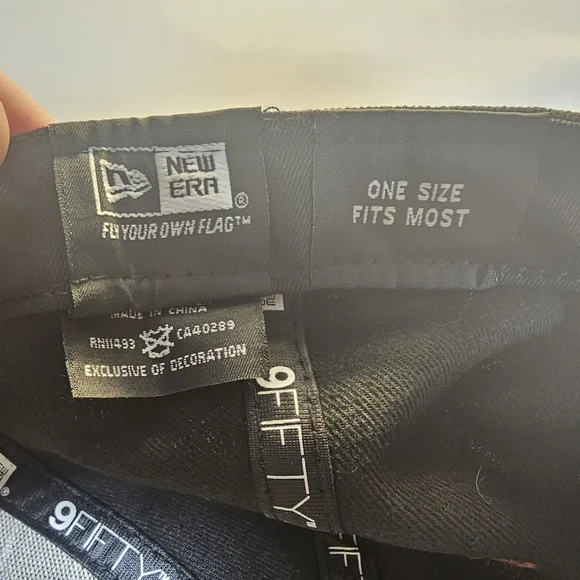 NEW
ERA®
FLY YOUR OWN FLAG™
ONE SIZE
FITS MOST
MADE IN CHINA
RN11493 CA40289
EXCLUSIVE OF DECORATION
9FIFTY™
9FIFTY